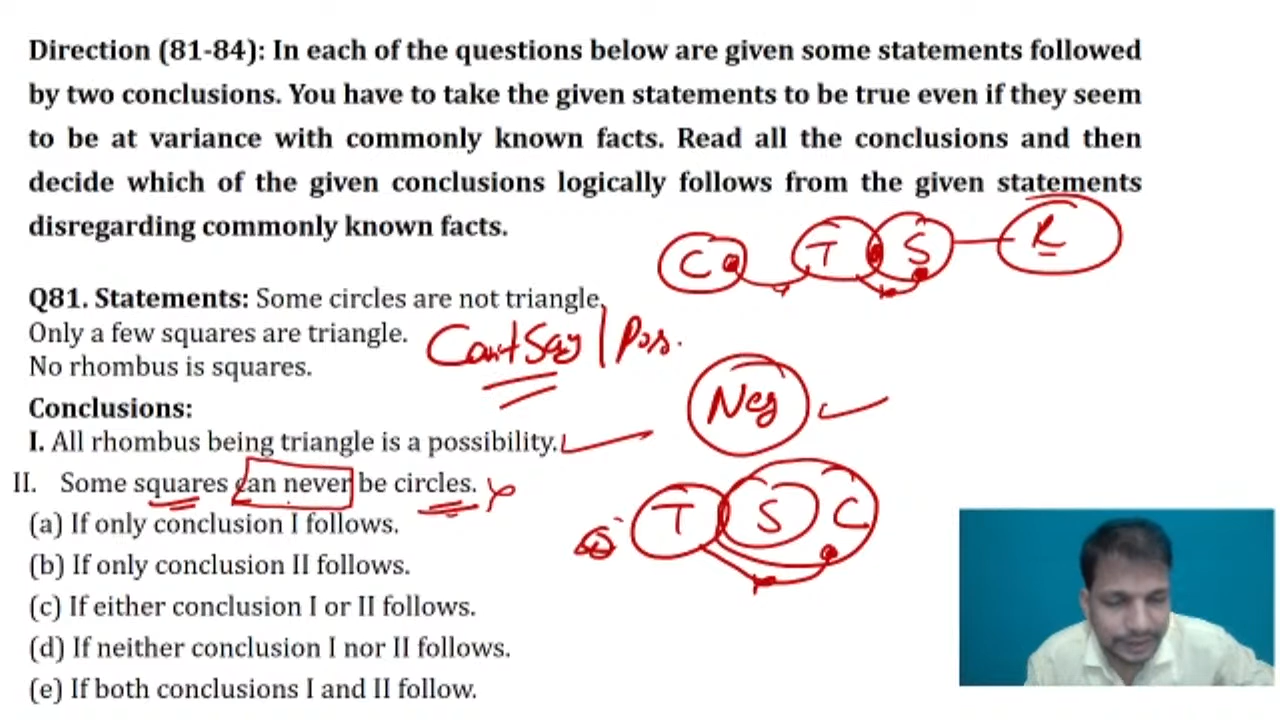 Direction (81-84): In each of the questions below are given some statements followed
by two conclusions. You have to take the given statements to be true even if they seem
to be at variance with commonly known facts. Read all the conclusions and then
decide which of the given conclusions logically follows from the given statements
disregarding commonly known facts.
C T S R
Q81. Statements: Some circles are not triangle.
Only a few squares are triangle.
Can't Say | Pos.
No rhombus is squares.
Neg
Conclusions:
I. All rhombus being triangle is a possibility.
II. Some squares can never be circles.
T S C
(a) If only conclusion I follows.
(b) If only conclusion II follows.
(c) If either conclusion I or II follows.
(d) If neither conclusion I nor II follows.
(e) If both conclusions I and II follow.